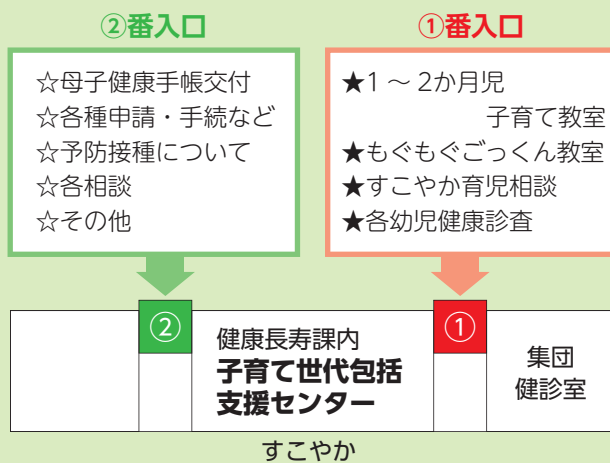 ②番入口
☆母子健康手帳交付
☆各種申請・手続など
☆予防接種について
☆各相談
☆その他
①番入口
★1 ～ 2か月児
子育て教室
★もぐもぐごっくん教室
★すこやか育児相談
★各幼児健康診査
②
健康長寿課内
子育て世代包括
支援センター
①
集団
健診室
すこやか